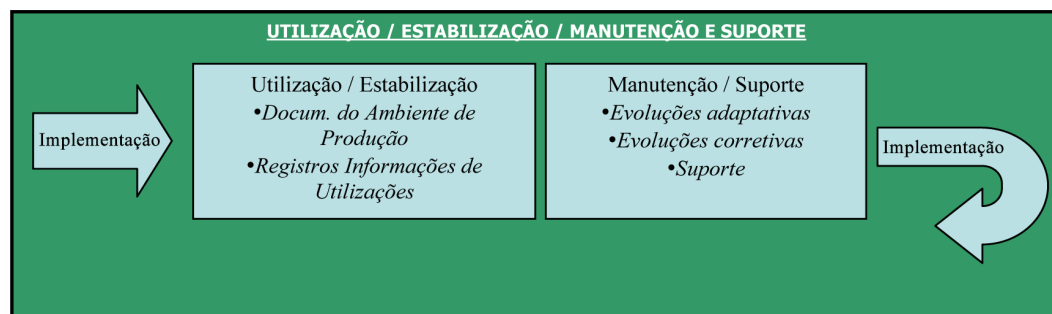 UTILIZAÇÃO / ESTABILIZAÇÃO / MANUTENÇÃO E SUPORTE
Implementação
Utilização / Estabilização
•Docum. do Ambiente de
Produção
•Registros Informações de
Utilizações
Manutenção / Suporte
•Evoluções adaptativas
•Evoluções corretivas
•Suporte
Implementação